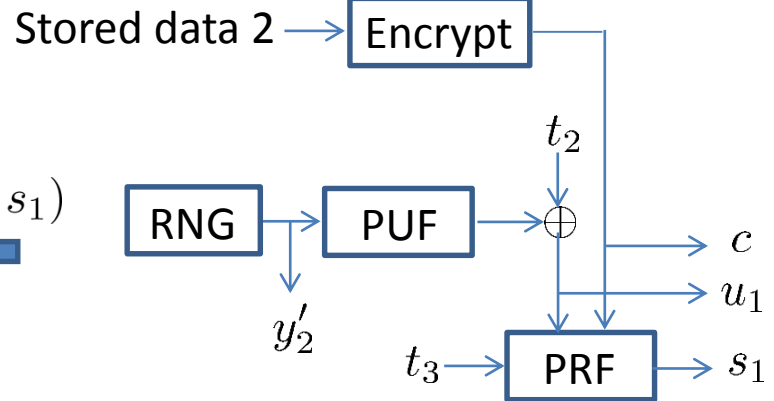 Stored data 2 Encrypt
t₂
s₁)
RNG PUF ⊕
c
u₁
y′₂
t₃ PRF s₁